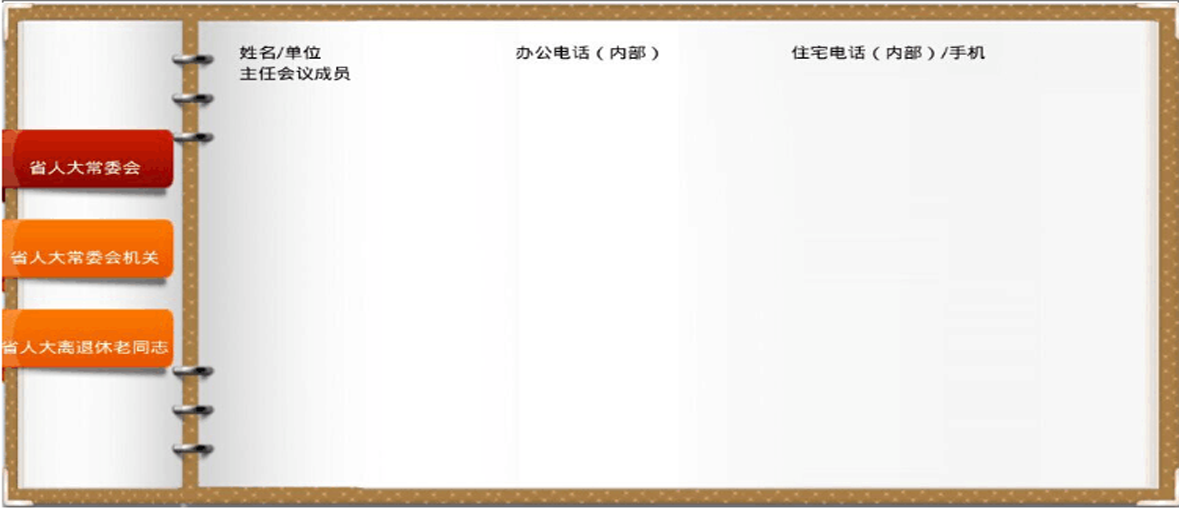 姓名/单位 办公电话（内部） 住宅电话（内部）/手机
主任会议成员
省人大常委会
省人大常委会机关
省人大离退休老同志